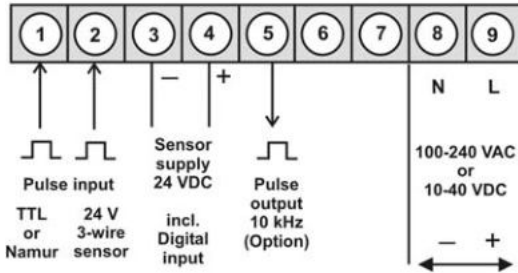 1 2 3 4 5 6 7 8 9
− + N L
Pulse input
TTL
or
Namur
24 V
3-wire
sensor
Sensor
supply
24 VDC
incl.
Digital
input
Pulse
output
10 kHz
(Option)
100-240 VAC
or
10-40 VDC
− +